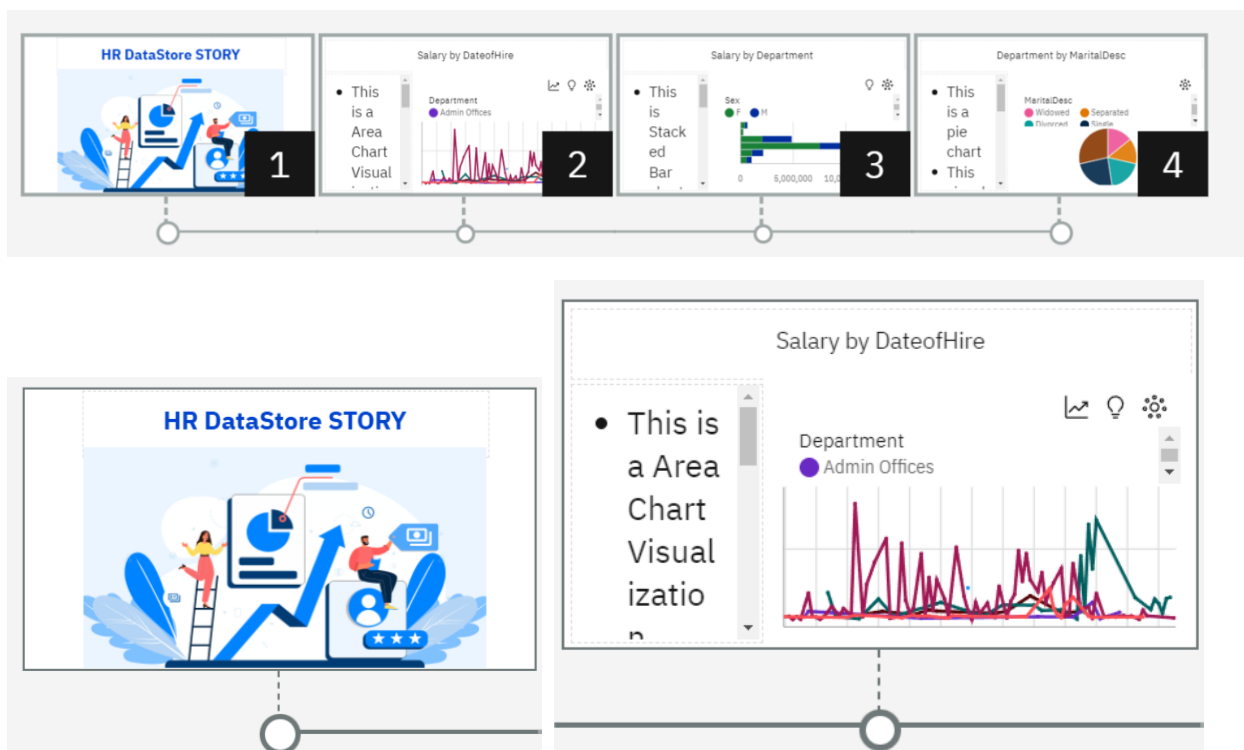 HR DataStore STORY
1
Salary by DateofHire
• This
is a
Area
Chart
Visual
Department
Admin Offices
2
Salary by Department
• This
is
Stack
ed
Bar
Sex
F M
0 5,000,000 10,0
3
Department by MaritalDesc
• This
is a
pie
chart
• This
MaritalDesc
Widowed Separated
Divorced Single
4
HR DataStore STORY
Salary by DateofHire
• This is
a Area
Chart
Visual
izatio
n
Department
Admin Offices